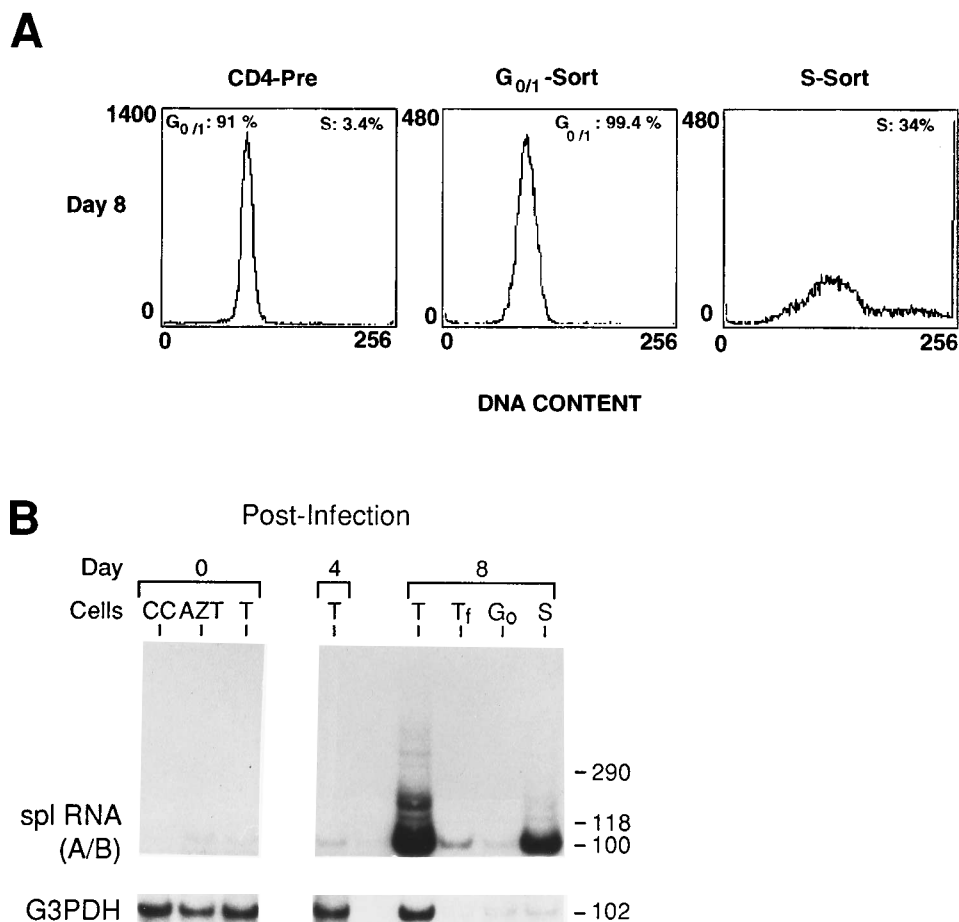 A
CD4-Pre G0/1-Sort S-Sort
1400 G0/1: 91 % S: 3.4% 480 G0/1 : 99.4 % 480 S: 34%
Day 8
0 0 0
0 256 0 256 0 256
DNA CONTENT
B
Post-Infection
Day 0 4 8
Cells CC AZT T T T Tf G0 S
- 290
spl RNA - 118
(A/B) - 100
G3PDH - 102